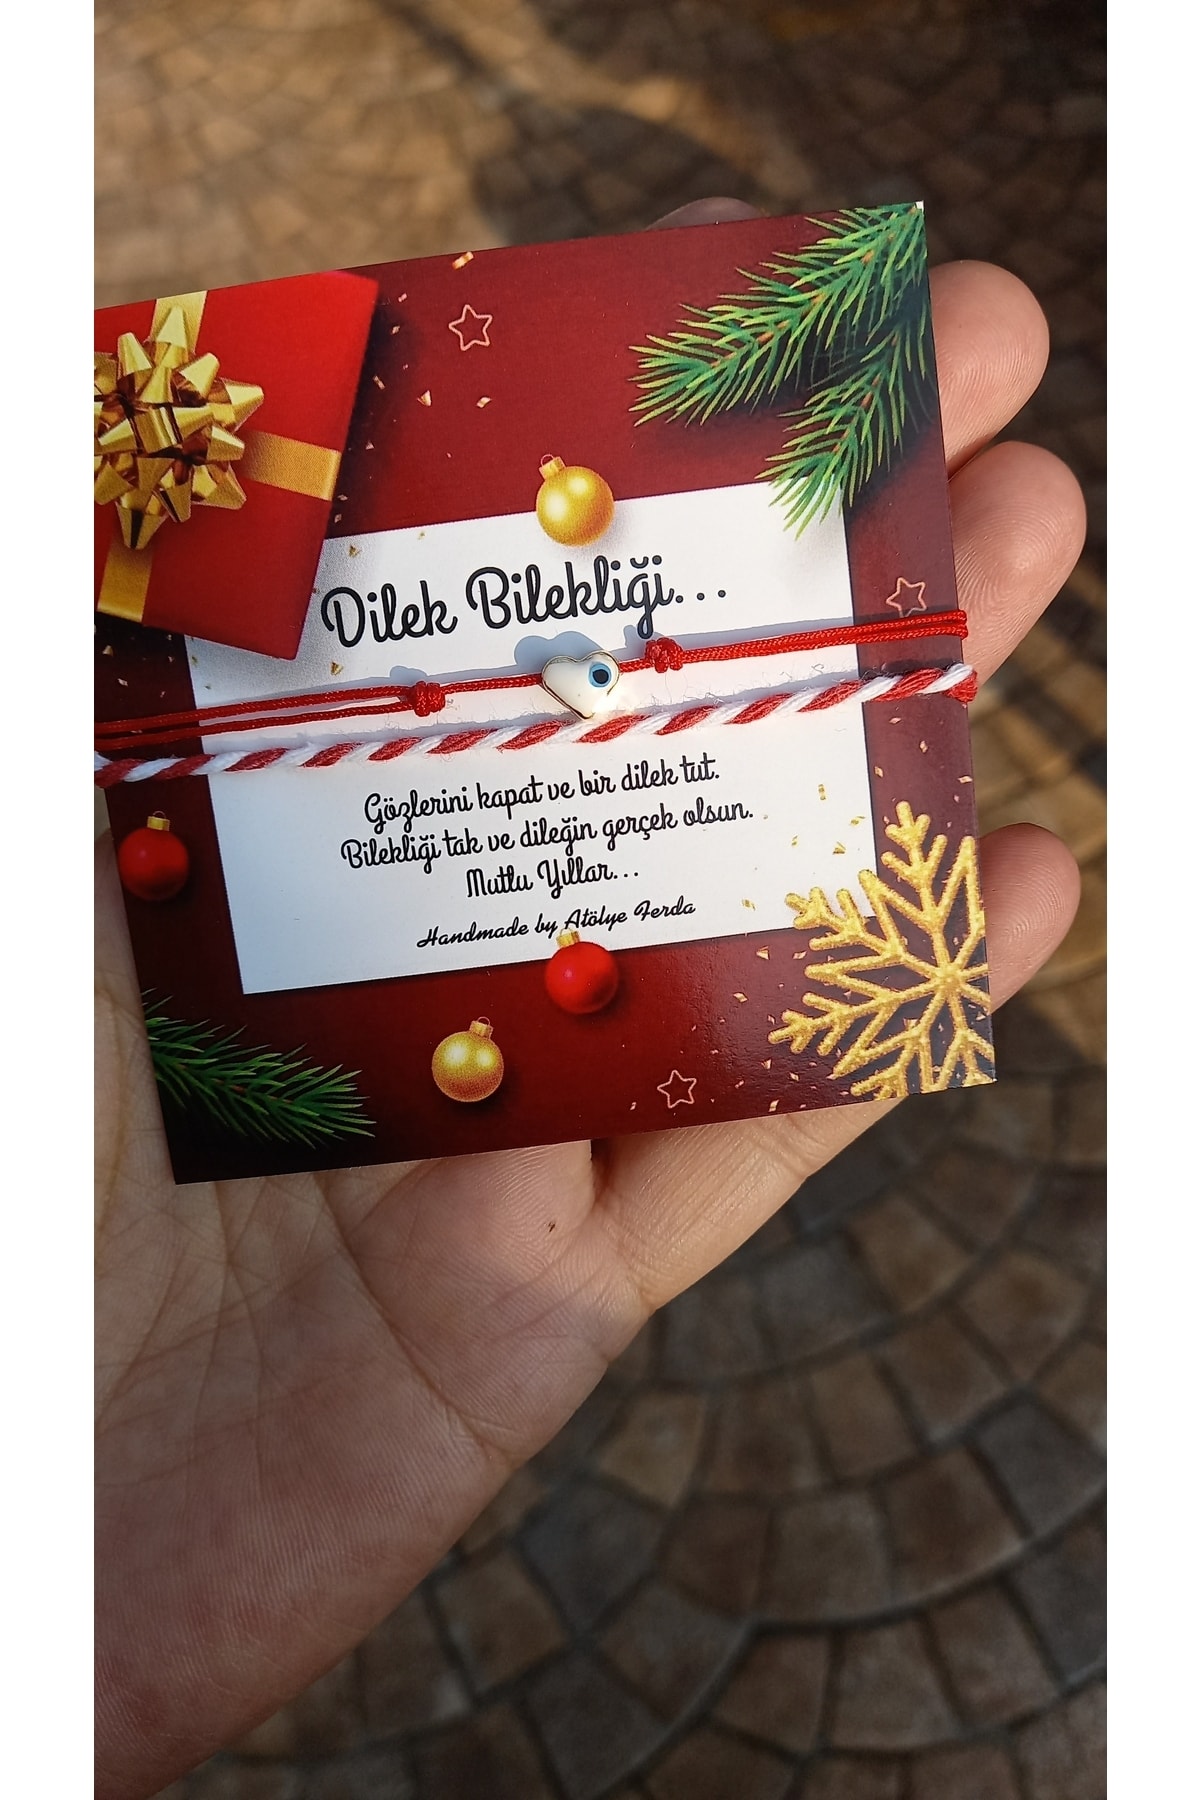 Dilek Bilekliği...
Gözlerini kapat ve bir dilek tut.
Bilekliği tak ve dileğin gerçek olsun.
Mutlu Yıllar...
Handmade by Atölye Ferda